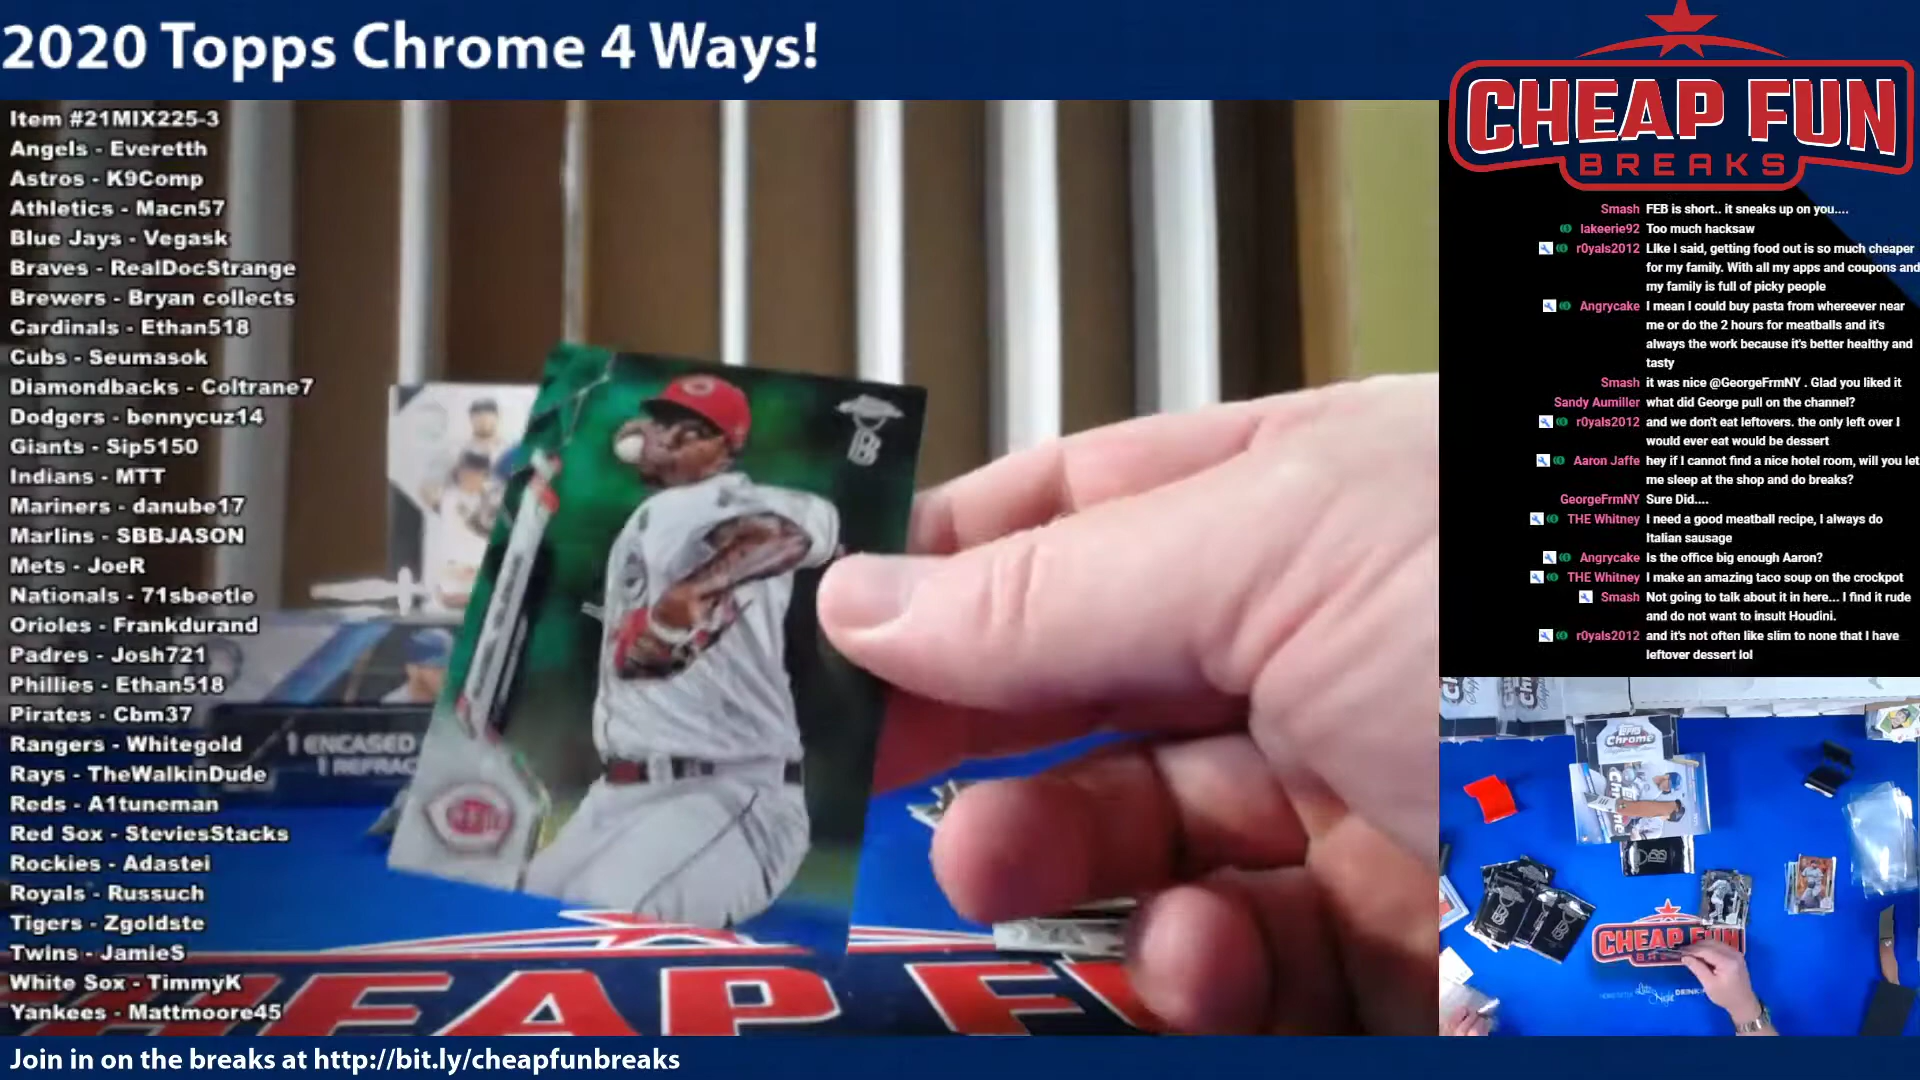 2020 Topps Chrome 4 Ways!
CHEAP FUN
BREAKS
Item #21MIX225-3
Angels - Everetth
Astros - K9Comp
Athletics - Macn57
Blue Jays - Vegask
Braves - RealDocStrange
Brewers - Bryan collects
Cardinals - Ethan518
Cubs - Seumasok
Diamondbacks - Coltrane7
Dodgers - bennycuz14
Giants - Sip5150
Indians - MTT
Mariners - danube17
Marlins - SBBJASON
Mets - JoeR
Nationals - 71sbeetle
Orioles - Frankdurand
Padres - Josh721
Phillies - Ethan518
Pirates - Cbm37
Rangers - Whitegold
Rays - TheWalkinDude
Reds - A1tuneman
Red Sox - SteviesStacks
Rockies - Adastei
Royals - Russuch
Tigers - Zgoldste
Twins - JamieS
White Sox - TimmyK
Yankees - Mattmoore45
1 ENCASED
1 REFRAC
Smash FEB is short.. it sneaks up on you....
lakeerie92 Too much hacksaw
r0yals2012 Like I said, getting food out is so much cheaper
for my family. With all my apps and coupons and
my family is full of picky people
Angrycake I mean I could buy pasta from whereever near
me or do the 2 hours for meatballs and it's
always the work because it's better healthy and
tasty
Smash it was nice @GeorgeFrmNY . Glad you liked it
Sandy Aumiller what did George pull on the channel?
r0yals2012 and we don't eat leftovers. the only left over I
would ever eat would be dessert
Aaron Jaffe hey if I cannot find a nice hotel room, will you let
me sleep at the shop and do breaks?
GeorgeFrmNY Sure Did....
THE Whitney I need a good meatball recipe, I always do
Italian sausage
Angrycake Is the office big enough Aaron?
THE Whitney I make an amazing taco soup on the crockpot
Smash Not going to talk about it in here... I find it rude
and do not want to insult Houdini.
r0yals2012 and it's not often like slim to none that I have
leftover dessert lol
Chrome
CHEAP FUN
Join in on the breaks at http://bit.ly/cheapfunbreaks